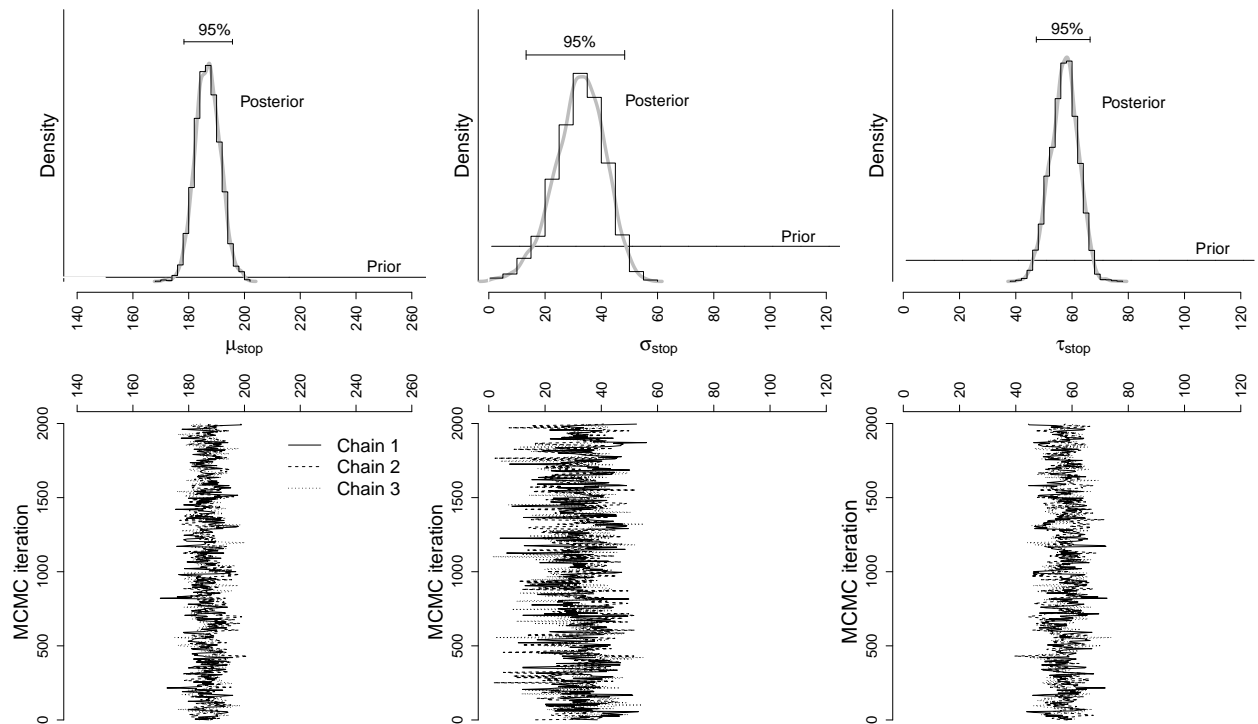 95%
Density
Posterior
Prior
140 160 180 200 220 240 260
μstop
95%
Density
Posterior
Prior
0 20 40 60 80 100 120
σstop
95%
Density
Posterior
Prior
0 20 40 60 80 100 120
τstop
140 160 180 200 220 240 260
MCMC iteration
0 500 1000 1500 2000
Chain 1
Chain 2
Chain 3
0 20 40 60 80 100 120
MCMC iteration
0 500 1000 1500 2000
0 20 40 60 80 100 120
MCMC iteration
0 500 1000 1500 2000